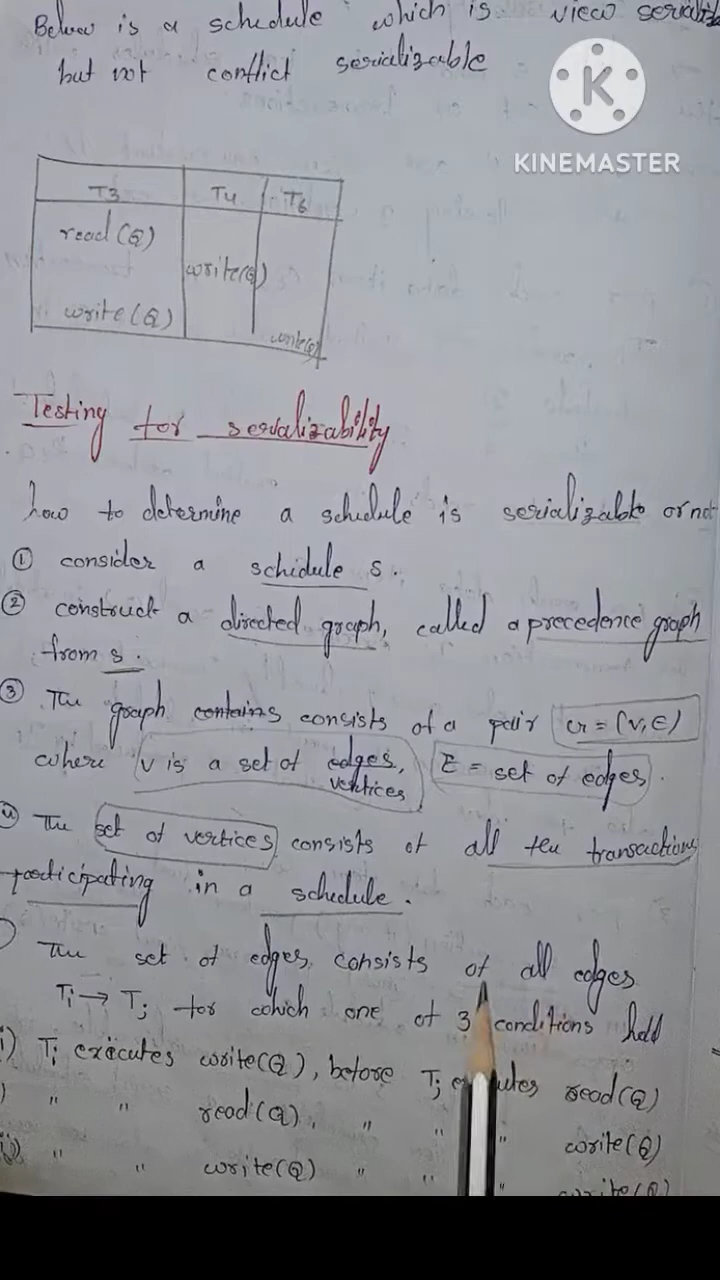 Below is a schedule which is view serializ
but not conflict serializable
K
KINEMASTER
T3 T4 T6
read(Q)
write(Q)
write(Q)
write(Q)
Testing for serializability
how to determine a schedule is serializable or not
① consider a schidule s.
② construct a directed graph, called a precedence graph
from s.
③ The graph contains consists of a pair G = (V, E)
where V is a set of edges, E = set of edges.
vertices
④ The set of vertices consists of all the transactions
participating in a schedule.
The set of edges consists of all edges
Ti → Tj for which one of 3 conditions hold
i) Ti executes write(Q), before Tj executes read(Q)
) " " read(Q), " " " write(Q)
) " " write(Q) " " " write(Q)